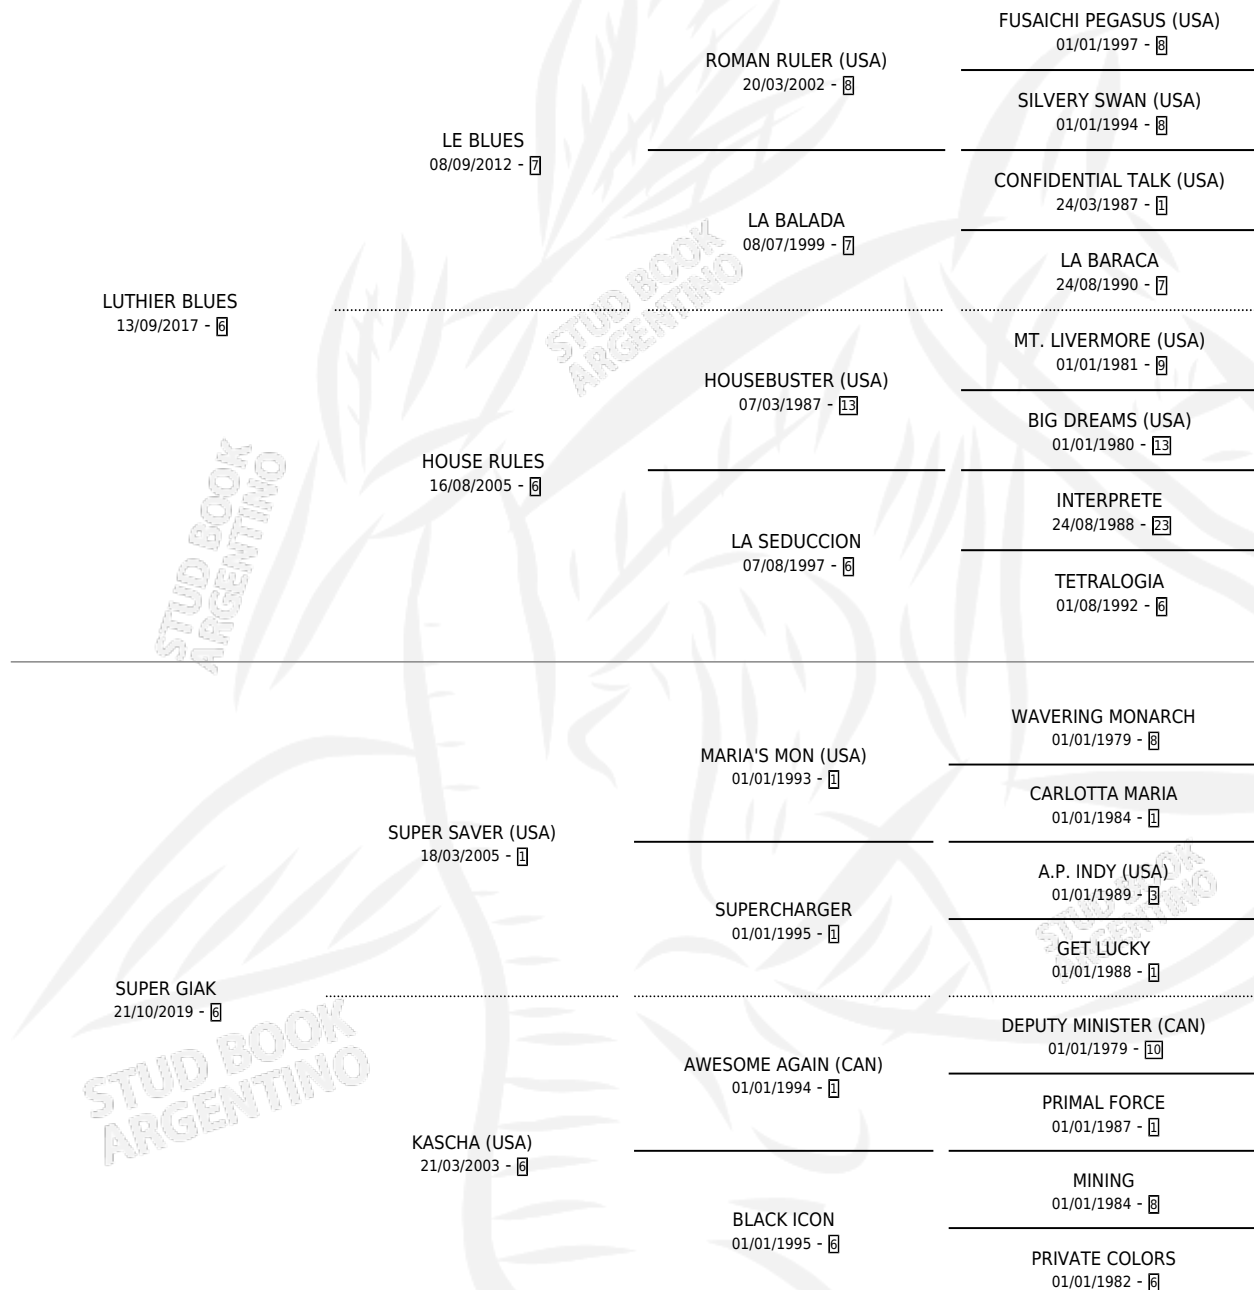 FUSAICHI PEGASUS (USA)
01/01/1997 - 8
ROMAN RULER (USA)
20/03/2002 - 8
SILVERY SWAN (USA)
01/01/1994 - 8
LE BLUES
08/09/2012 - 7
CONFIDENTIAL TALK (USA)
24/03/1987 - 1
LA BALADA
08/07/1999 - 7
LA BARACA
24/08/1990 - 7
LUTHIER BLUES
13/09/2017 - 6
MT. LIVERMORE (USA)
01/01/1981 - 9
HOUSEBUSTER (USA)
07/03/1987 - 13
BIG DREAMS (USA)
01/01/1980 - 13
HOUSE RULES
16/08/2005 - 6
INTERPRETE
24/08/1988 - 23
LA SEDUCCION
07/08/1997 - 6
TETRALOGIA
01/08/1992 - 6
STUD BOOK
ARGENTINO
STUD BOOK
ARGENTINO
WAVERING MONARCH
01/01/1979 - 8
MARIA'S MON (USA)
01/01/1993 - 1
CARLOTTA MARIA
01/01/1984 - 1
SUPER SAVER (USA)
18/03/2005 - 1
A.P. INDY (USA)
01/01/1989 - 3
SUPERCHARGER
01/01/1995 - 1
GET LUCKY
01/01/1988 - 1
STUD BOOK
ARGENTINO
SUPER GIAK
21/10/2019 - 6
DEPUTY MINISTER (CAN)
01/01/1979 - 10
AWESOME AGAIN (CAN)
01/01/1994 - 1
PRIMAL FORCE
01/01/1987 - 1
KASCHA (USA)
21/03/2003 - 6
MINING
01/01/1984 - 8
BLACK ICON
01/01/1995 - 6
PRIVATE COLORS
01/01/1982 - 6
STUD BOOK
ARGENTINO